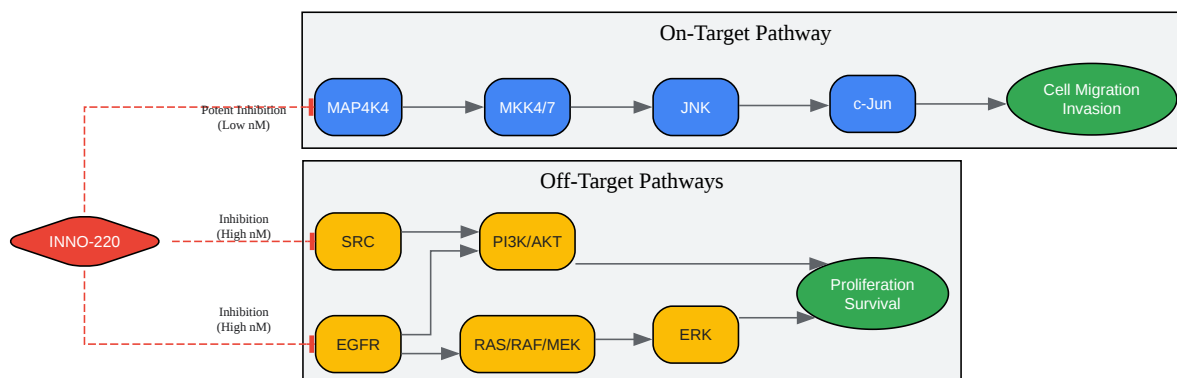 On-Target Pathway
MAP4K4
MKK4/7
JNK
c-Jun
Cell Migration
Invasion
Potent Inhibition
(Low nM)
Off-Target Pathways
INNO-220
Inhibition
(High nM)
SRC
PI3K/AKT
Proliferation
Survival
Inhibition
(High nM)
EGFR
RAS/RAF/MEK
ERK